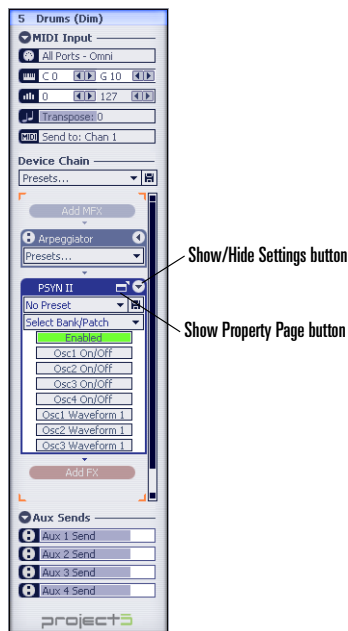 5 Drums (Dim)
MIDI Input
All Ports - Omni
C 0 G 10
0 127
Transpose: 0
MIDI Send to: Chan 1
Device Chain
Presets...
Add MFX
Arpeggiator
Presets...
Show/Hide Settings button
PSYN II
No Preset
Show Property Page button
Select Bank/Patch
Enabled
Osc1 On/Off
Osc2 On/Off
Osc3 On/Off
Osc4 On/Off
Osc1 Waveform 1
Osc2 Waveform 1
Osc3 Waveform 1
Add FX
Aux Sends
Aux 1 Send
Aux 2 Send
Aux 3 Send
Aux 4 Send
project5